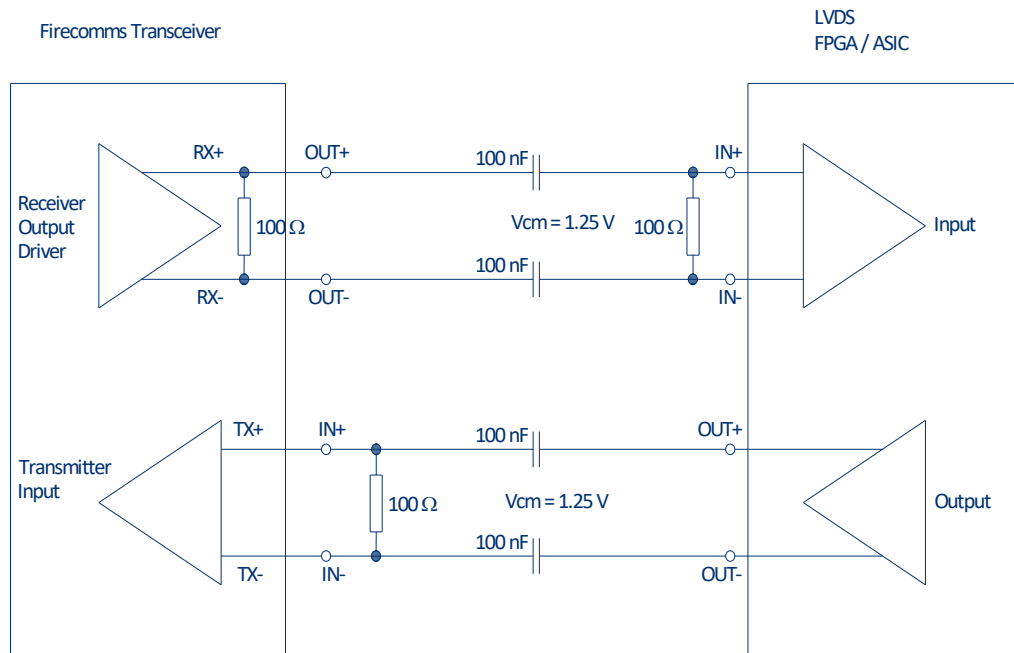 Firecomms Transceiver
LVDS
FPGA / ASIC
RX+
OUT+
100 nF
IN+
Receiver
Output
Driver
100 Ω
Vcm = 1.25 V
100 Ω
Input
100 nF
RX-
OUT-
IN-
TX+
IN+
100 nF
OUT+
Transmitter
Input
100 Ω
Vcm = 1.25 V
Output
100 nF
TX-
IN-
OUT-